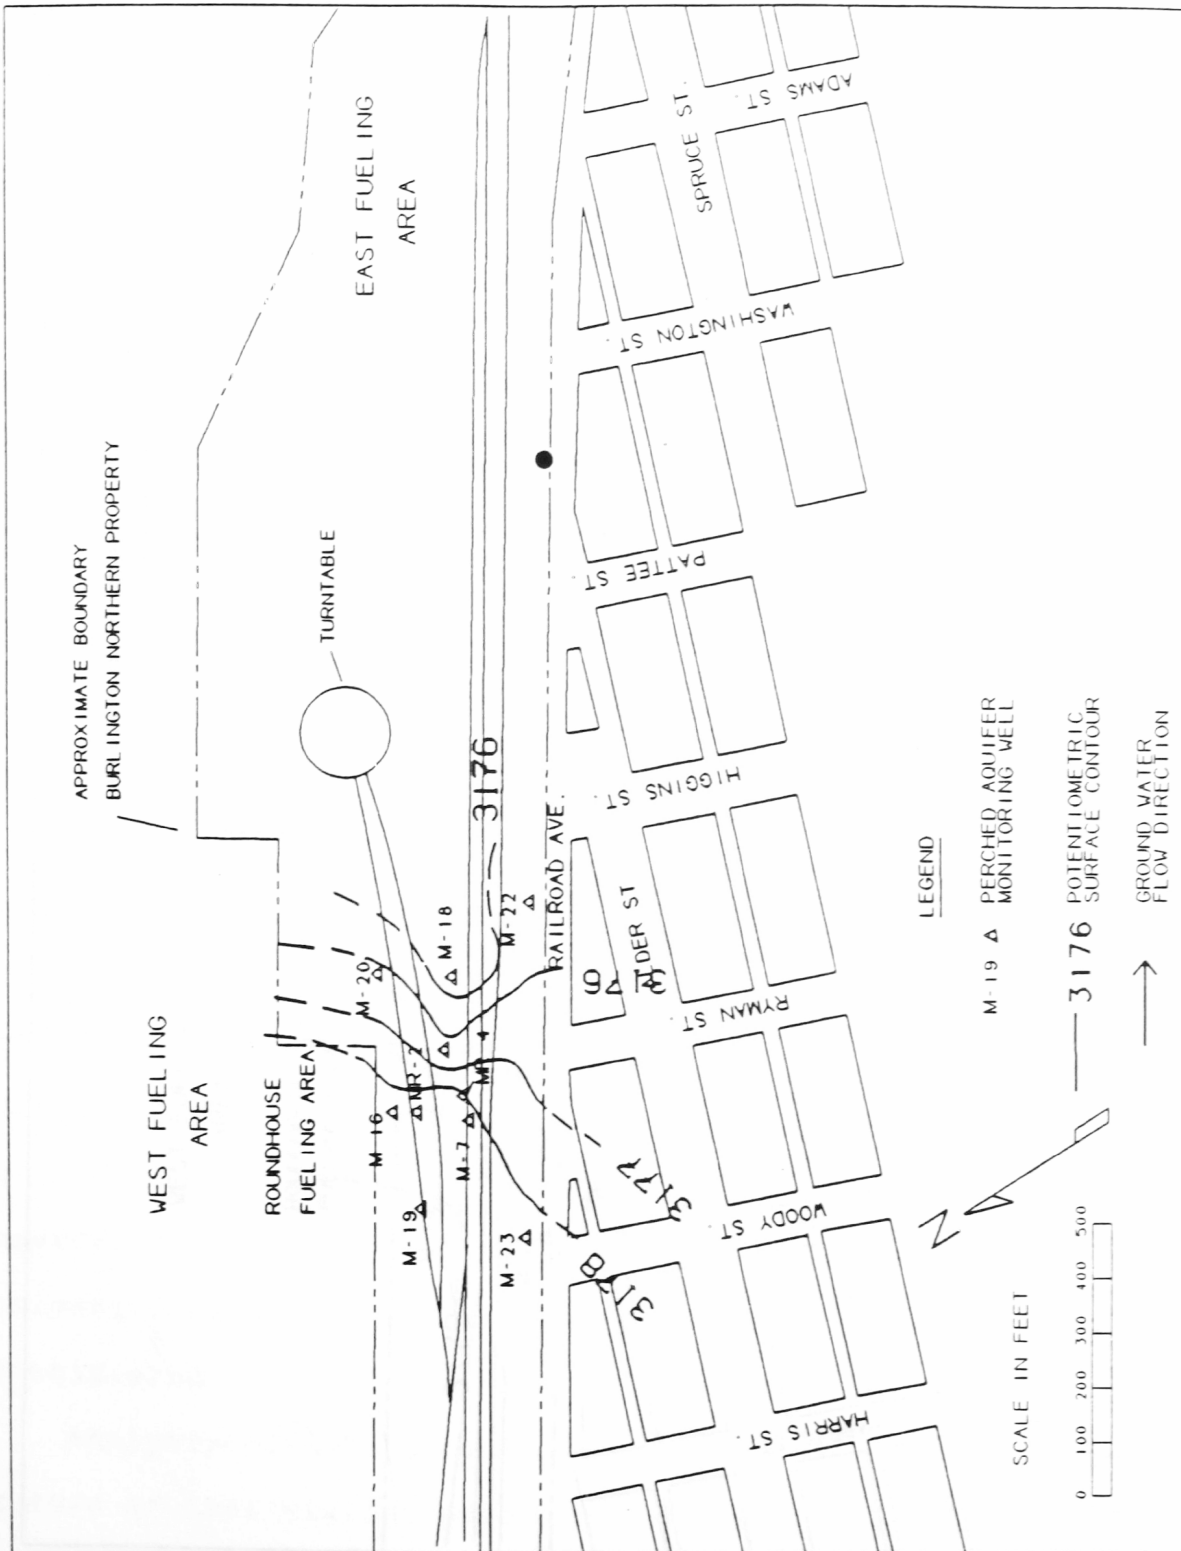 APPROXIMATE BOUNDARY
BURLINGTON NORTHERN PROPERTY
EAST FUELING
AREA
TURNTABLE
WEST FUELING
AREA
ROUNDHOUSE
FUELING AREA
3176
M-20
M-18
M-22
M-16
M-7
M-19
M-23
RAILROAD AVE.
3178
3177
SPRUCE ST.
ADAMS ST.
WASHINGTON ST.
PATTEE ST.
HIGGINS ST.
RYMAN ST.
WOODY ST.
HARRIS ST.
LEGEND
M-19 PERCHED AQUIFER
MONITORING WELL
3176 POTENTIOMETRIC
SURFACE CONTOUR
GROUND WATER
FLOW DIRECTION
N
SCALE IN FEET
0 100 200 300 400 500